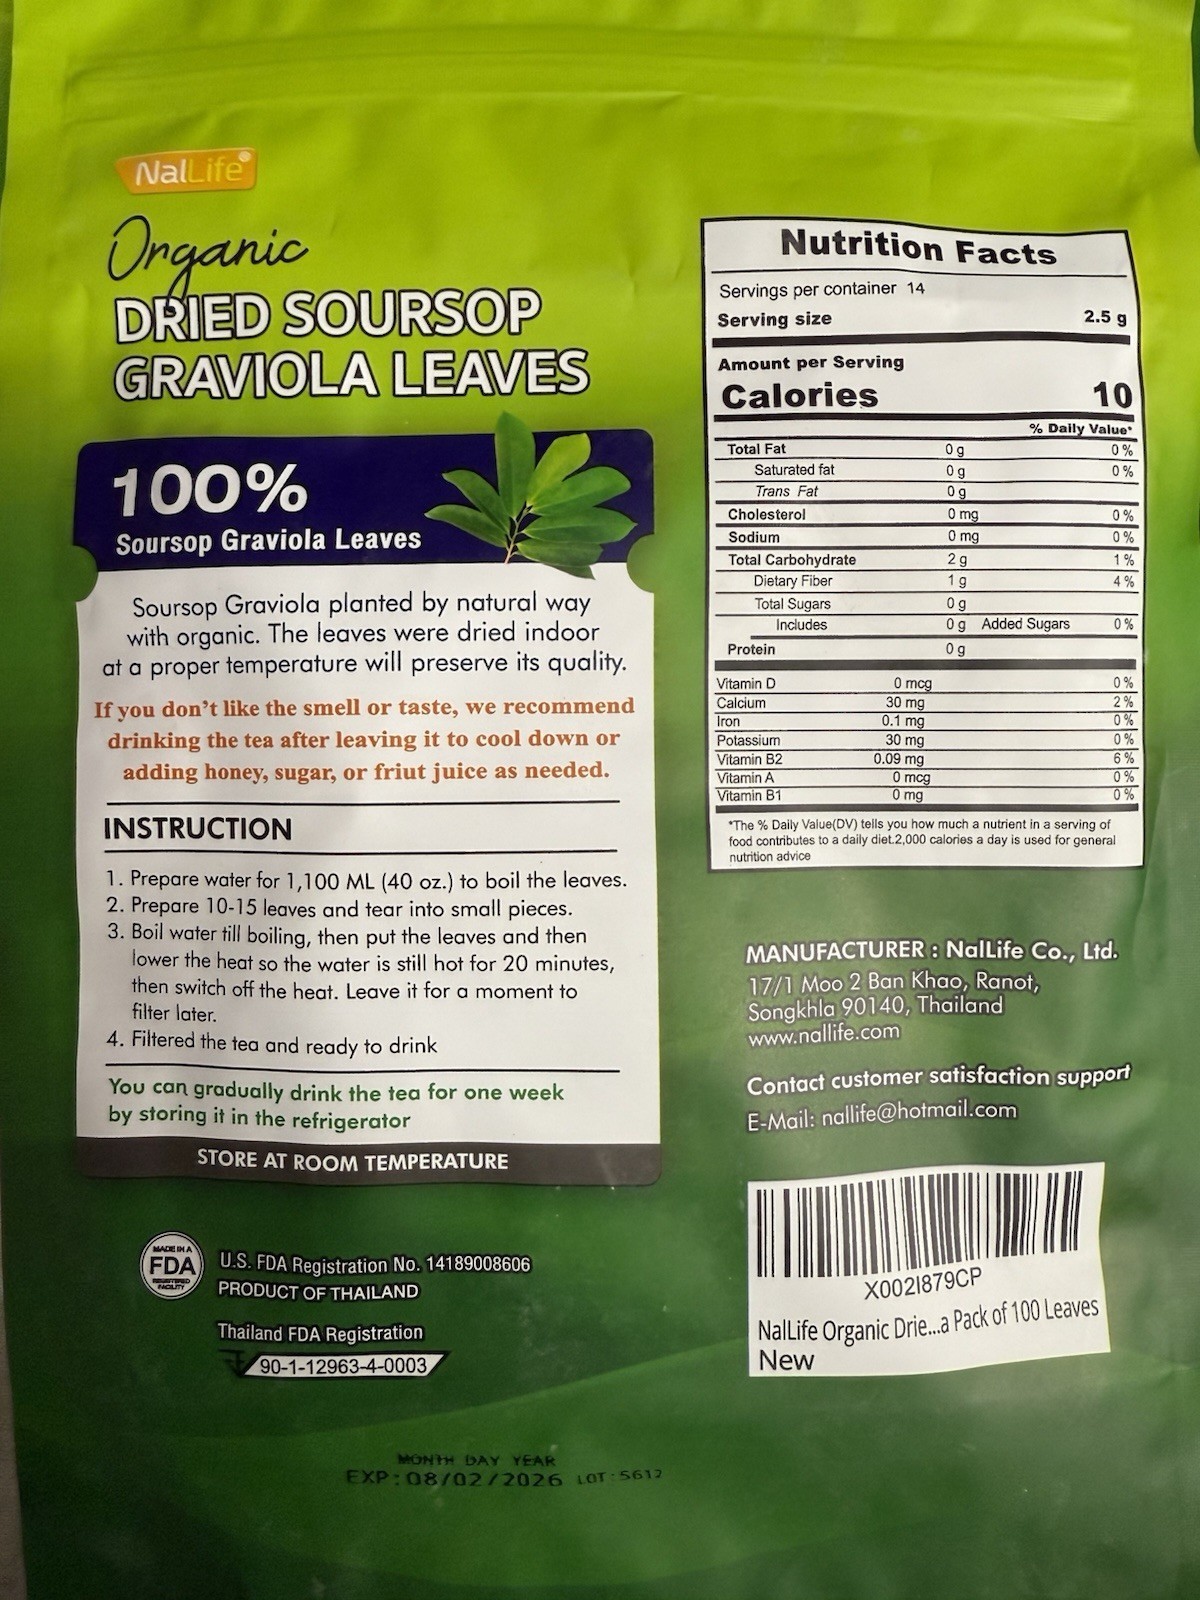 NalLife®
Organic
DRIED SOURSOP
GRAVIOLA LEAVES
100%
Soursop Graviola Leaves
Soursop Graviola planted by natural way
with organic. The leaves were dried indoor
at a proper temperature will preserve its quality.
If you don't like the smell or taste, we recommend
drinking the tea after leaving it to cool down or
adding honey, sugar, or friut juice as needed.
INSTRUCTION
1. Prepare water for 1,100 ML (40 oz.) to boil the leaves.
2. Prepare 10-15 leaves and tear into small pieces.
3. Boil water till boiling, then put the leaves and then
lower the heat so the water is still hot for 20 minutes,
then switch off the heat. Leave it for a moment to
filter later.
4. Filtered the tea and ready to drink
You can gradually drink the tea for one week
by storing it in the refrigerator
STORE AT ROOM TEMPERATURE
MADE IN A
FDA
REGISTERED
FACILITY
U.S. FDA Registration No. 14189008606
PRODUCT OF THAILAND
Thailand FDA Registration
90-1-12963-4-0003
MONTH DAY YEAR
EXP:08/02/2026 LOT:5612
Nutrition Facts
Servings per container 14
Serving size 2.5 g
Amount per Serving
Calories 10
% Daily Value*
Total Fat 0 g 0 %
Saturated fat 0 g 0 %
Trans Fat 0 g
Cholesterol 0 mg 0 %
Sodium 0 mg 0 %
Total Carbohydrate 2 g 1 %
Dietary Fiber 1 g 4 %
Total Sugars 0 g
Includes 0 g Added Sugars 0 %
Protein 0 g
Vitamin D 0 mcg 0 %
Calcium 30 mg 2 %
Iron 0.1 mg 0 %
Potassium 30 mg 0 %
Vitamin B2 0.09 mg 6 %
Vitamin A 0 mcg 0 %
Vitamin B1 0 mg 0 %
*The % Daily Value(DV) tells you how much a nutrient in a serving of
food contributes to a daily diet.2,000 calories a day is used for general
nutrition advice
MANUFACTURER : NalLife Co., Ltd.
17/1 Moo 2 Ban Khao, Ranot,
Songkhla 90140, Thailand
www.nallife.com
Contact customer satisfaction support
E-Mail: nallife@hotmail.com
X002I879CP
NalLife Organic Drie...a Pack of 100 Leaves
New